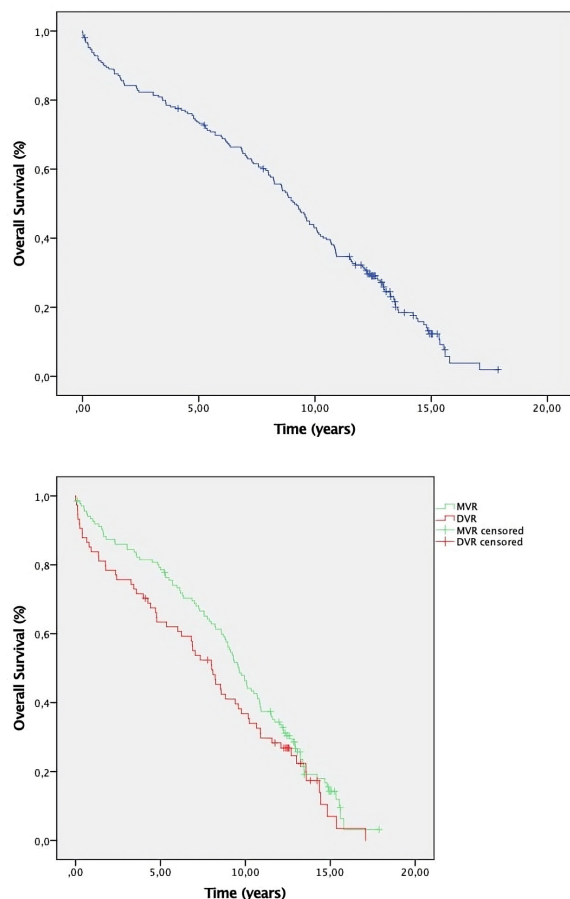 1,0
0,8
0,6
0,4
0,2
0,0
Overall Survival (%)
,00 5,00 10,00 15,00 20,00
Time (years)
1,0
0,8
0,6
0,4
0,2
0,0
Overall Survival (%)
,00 5,00 10,00 15,00 20,00
Time (years)
MVR
DVR
MVR censored
DVR censored